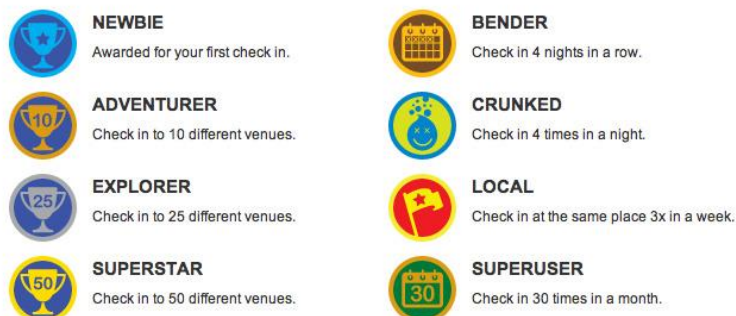 NEWBIE
Awarded for your first check in.
10
ADVENTURER
Check in to 10 different venues.
25
EXPLORER
Check in to 25 different venues.
50
SUPERSTAR
Check in to 50 different venues.
BENDER
Check in 4 nights in a row.
CRUNKED
Check in 4 times in a night.
LOCAL
Check in at the same place 3x in a week.
30
SUPERUSER
Check in 30 times in a month.